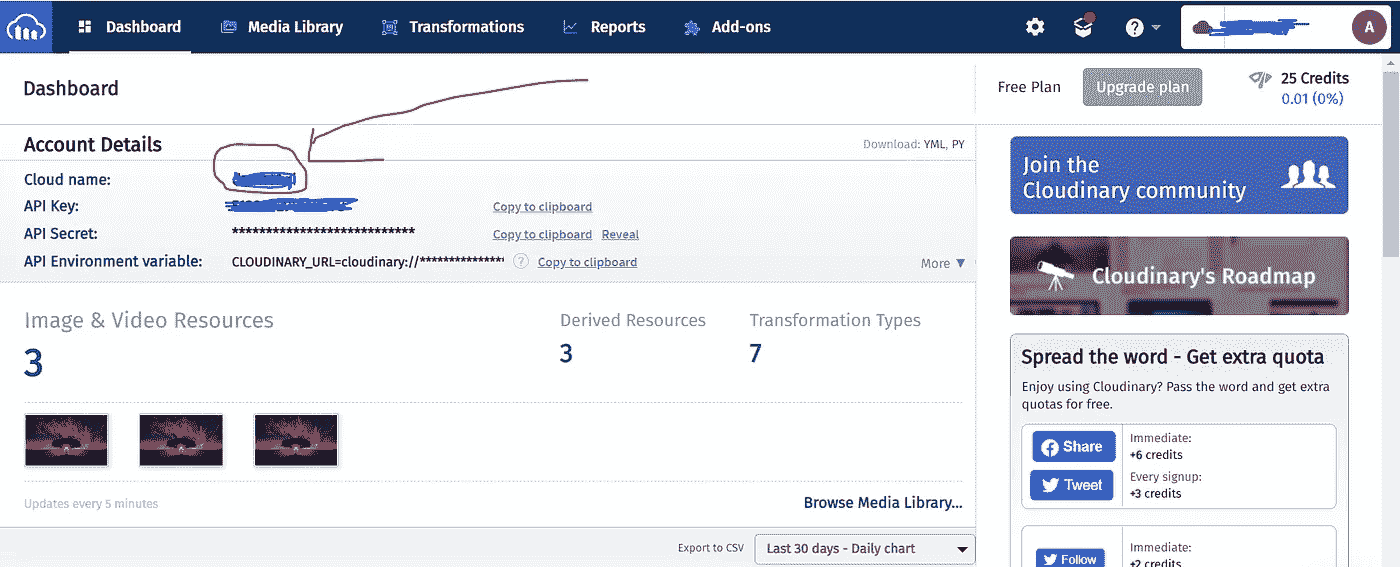 Dashboard
Media Library
Transformations
Reports
Add-ons
?
A
Dashboard
Free Plan
Upgrade plan
25 Credits
0.01 (0%)
Account Details
Download: YML, PY
Cloud name:
API Key:
Copy to clipboard
API Secret:
***************************
Copy to clipboard
Reveal
API Environment variable:
CLOUDINARY_URL=cloudinary://***************
?
Copy to clipboard
More ▼
Join the
Cloudinary community
Cloudinary's Roadmap
Image & Video Resources
3
Derived Resources
3
Transformation Types
7
Updates every 5 minutes
Browse Media Library...
Export to CSV
Last 30 days - Daily chart
Spread the word - Get extra quota
Enjoy using Cloudinary? Pass the word and get extra
quotas for free.
Share
Tweet
Immediate:
+6 credits
Every signup:
+3 credits
Follow
Immediate:
+2 credits